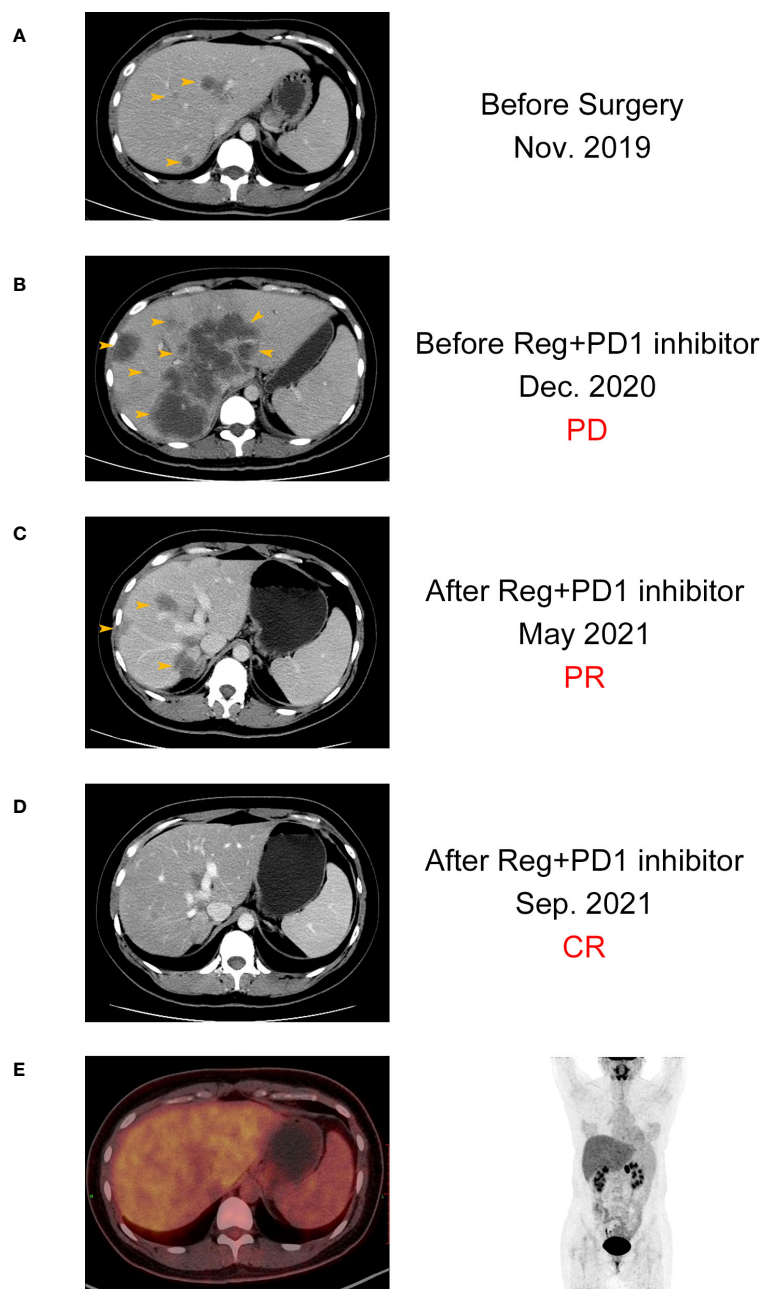 A
Before Surgery
Nov. 2019
B
Before Reg+PD1 inhibitor
Dec. 2020
PD
C
After Reg+PD1 inhibitor
May 2021
PR
D
After Reg+PD1 inhibitor
Sep. 2021
CR
E